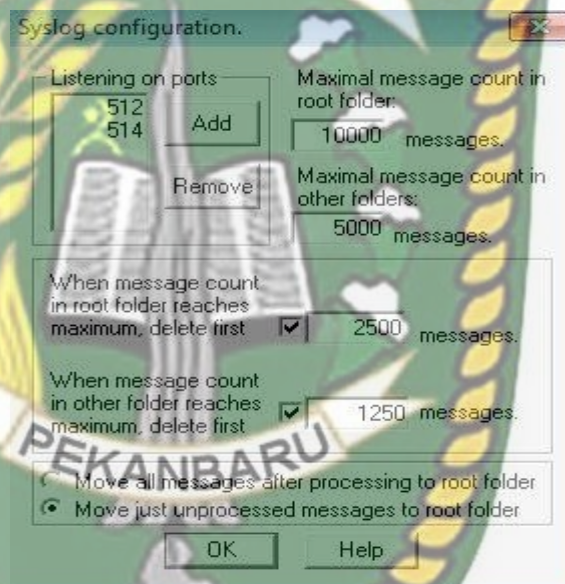 Syslog configuration.
Listening on ports
512
514
Add
Remove
Maximal message count in
root folder:
10000 messages.
Maximal message count in
other folders:
5000 messages.
When message count
in root folder reaches
maximum, delete first
2500 messages.
When message count
in other folder reaches
maximum, delete first
1250 messages.
PEKANBARU
Move all messages after processing to root folder
Move just unprocessed messages to root folder
OK
Help